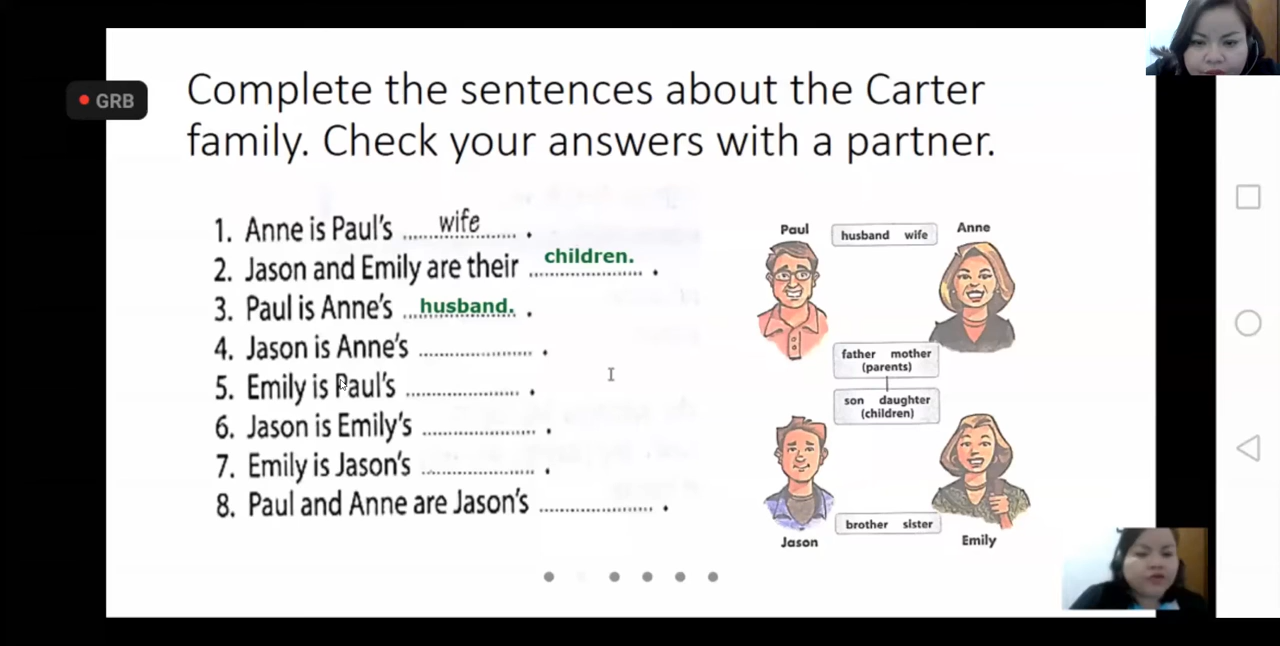 GRB
Complete the sentences about the Carter
family. Check your answers with a partner.
1. Anne is Paul's ...wife....... .
2. Jason and Emily are their children. .
3. Paul is Anne's ...husband. .
4. Jason is Anne's ..................... .
5. Emily is Paul's ..................... .
6. Jason is Emily's ..................... .
7. Emily is Jason's ..................... .
8. Paul and Anne are Jason's ..................... .
Paul
husband wife
Anne
father mother
(parents)
son daughter
(children)
brother sister
Jason
Emily